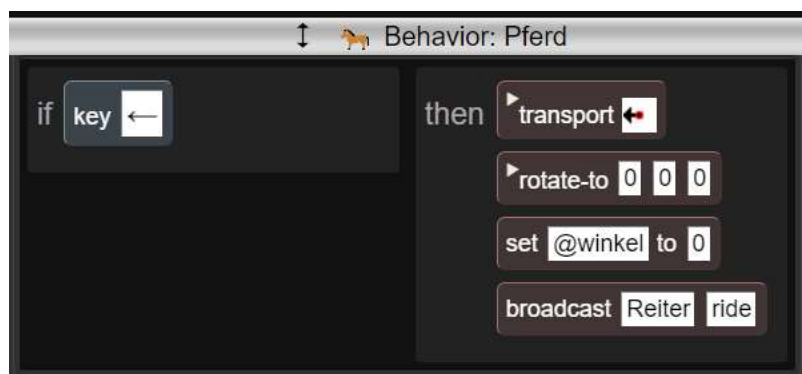 Behavior: Pferd
if key ← then transport
rotate-to 0 0 0
set @winkel to 0
broadcast Reiter ride